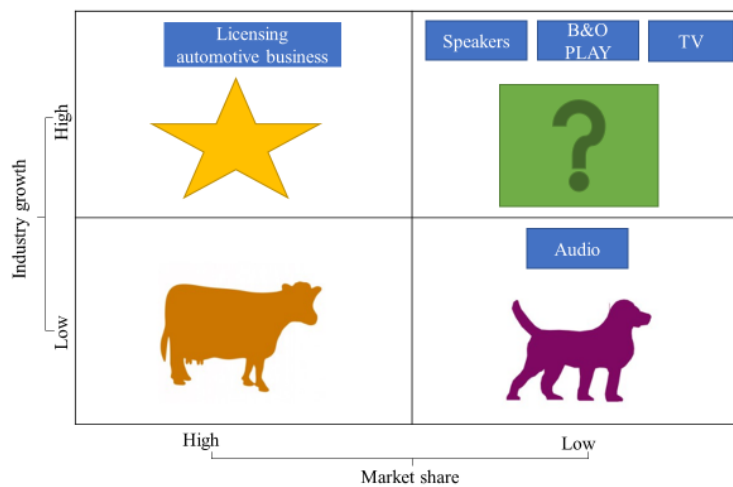 Licensing
automotive business
Speakers
B&O
PLAY
TV
?
High
Industry growth
Audio
Low
High
Low
Market share